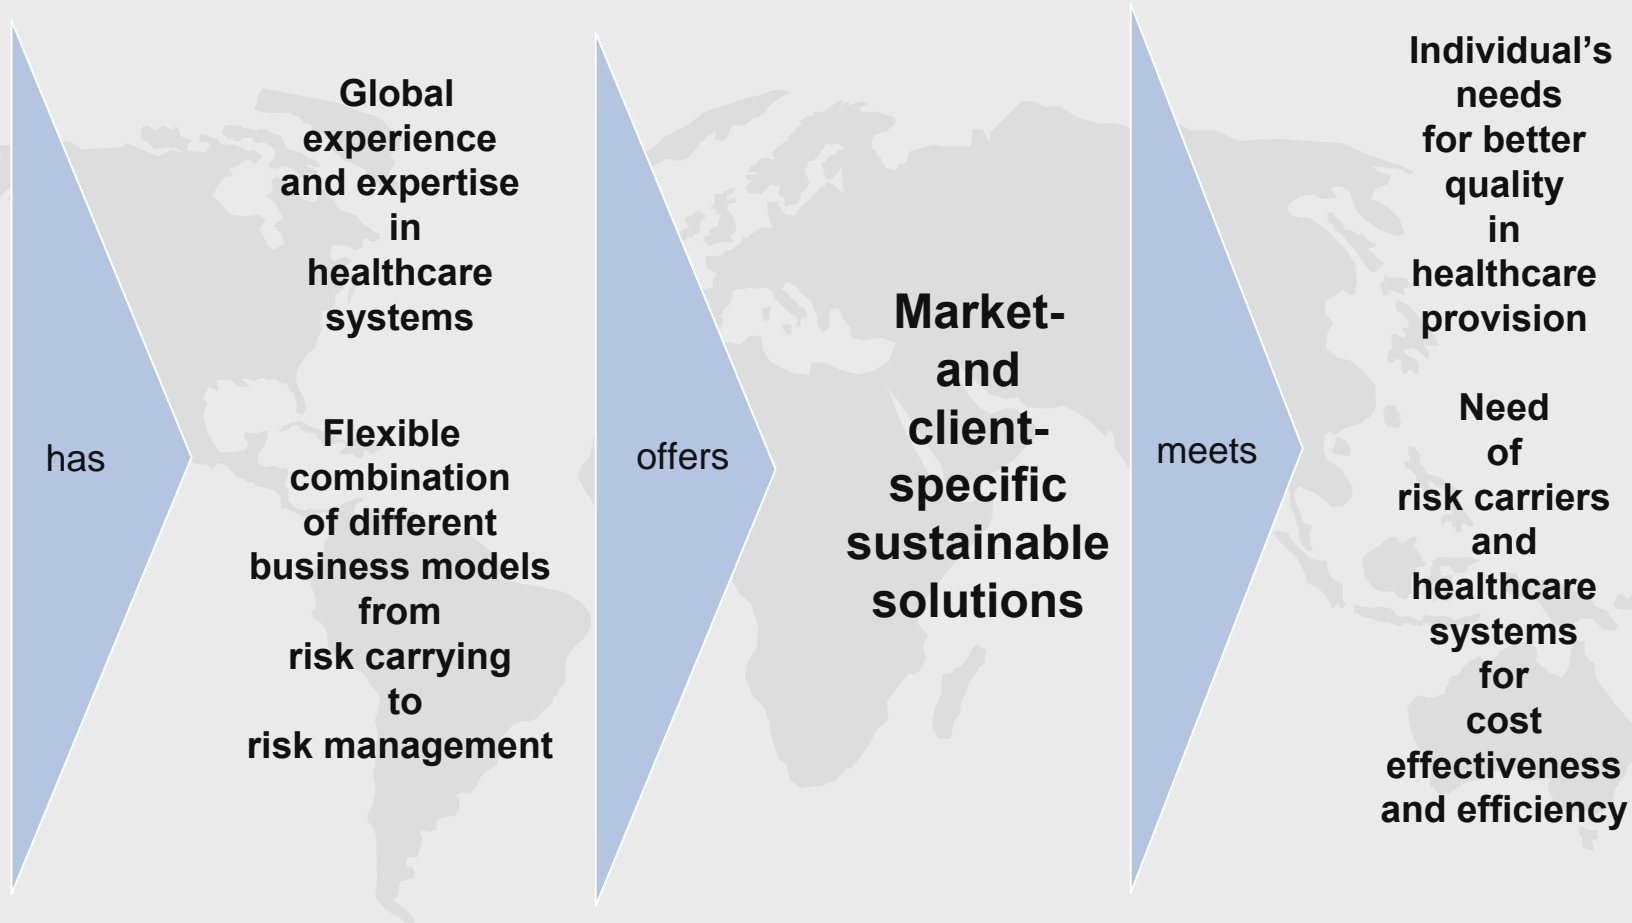 has
Global
experience
and expertise
in
healthcare
systems
Flexible
combination
of different
business models
from
risk carrying
to
risk management
offers
Market-
and
client-
specific
sustainable
solutions
meets
Individual’s
needs
for better
quality
in
healthcare
provision
Need
of
risk carriers
and
healthcare
systems
for
cost
effectiveness
and efficiency